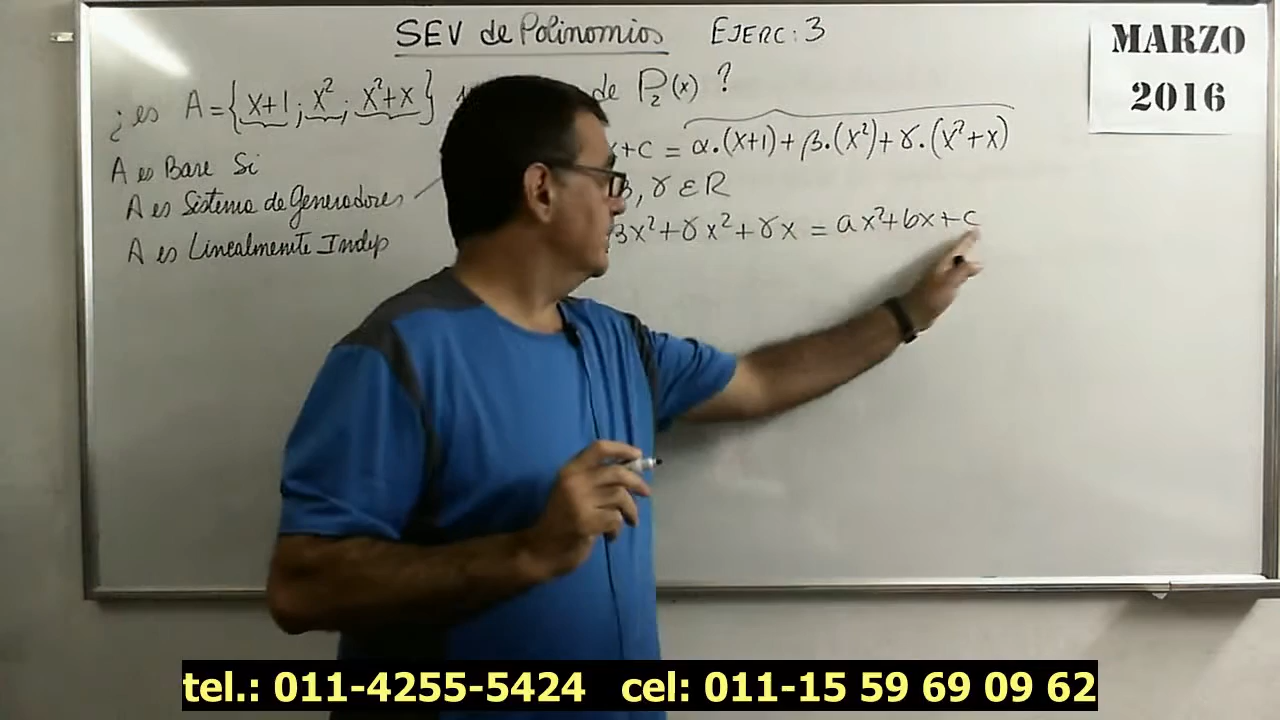 SEV de Polinomios EJERC: 3
MARZO
2016
¿es A = {x+1; x²; x²+x} de P₂(x) ?
x+c = α.(x+1) + β.(x²) + γ.(x²+x)
A es Base Si
γ ε R
A es Sistema de Generadores
βx² + γx² + γx = ax²+bx+c
A es Linealmente Indep
tel.: 011-4255-5424 cel: 011-15 59 69 09 62